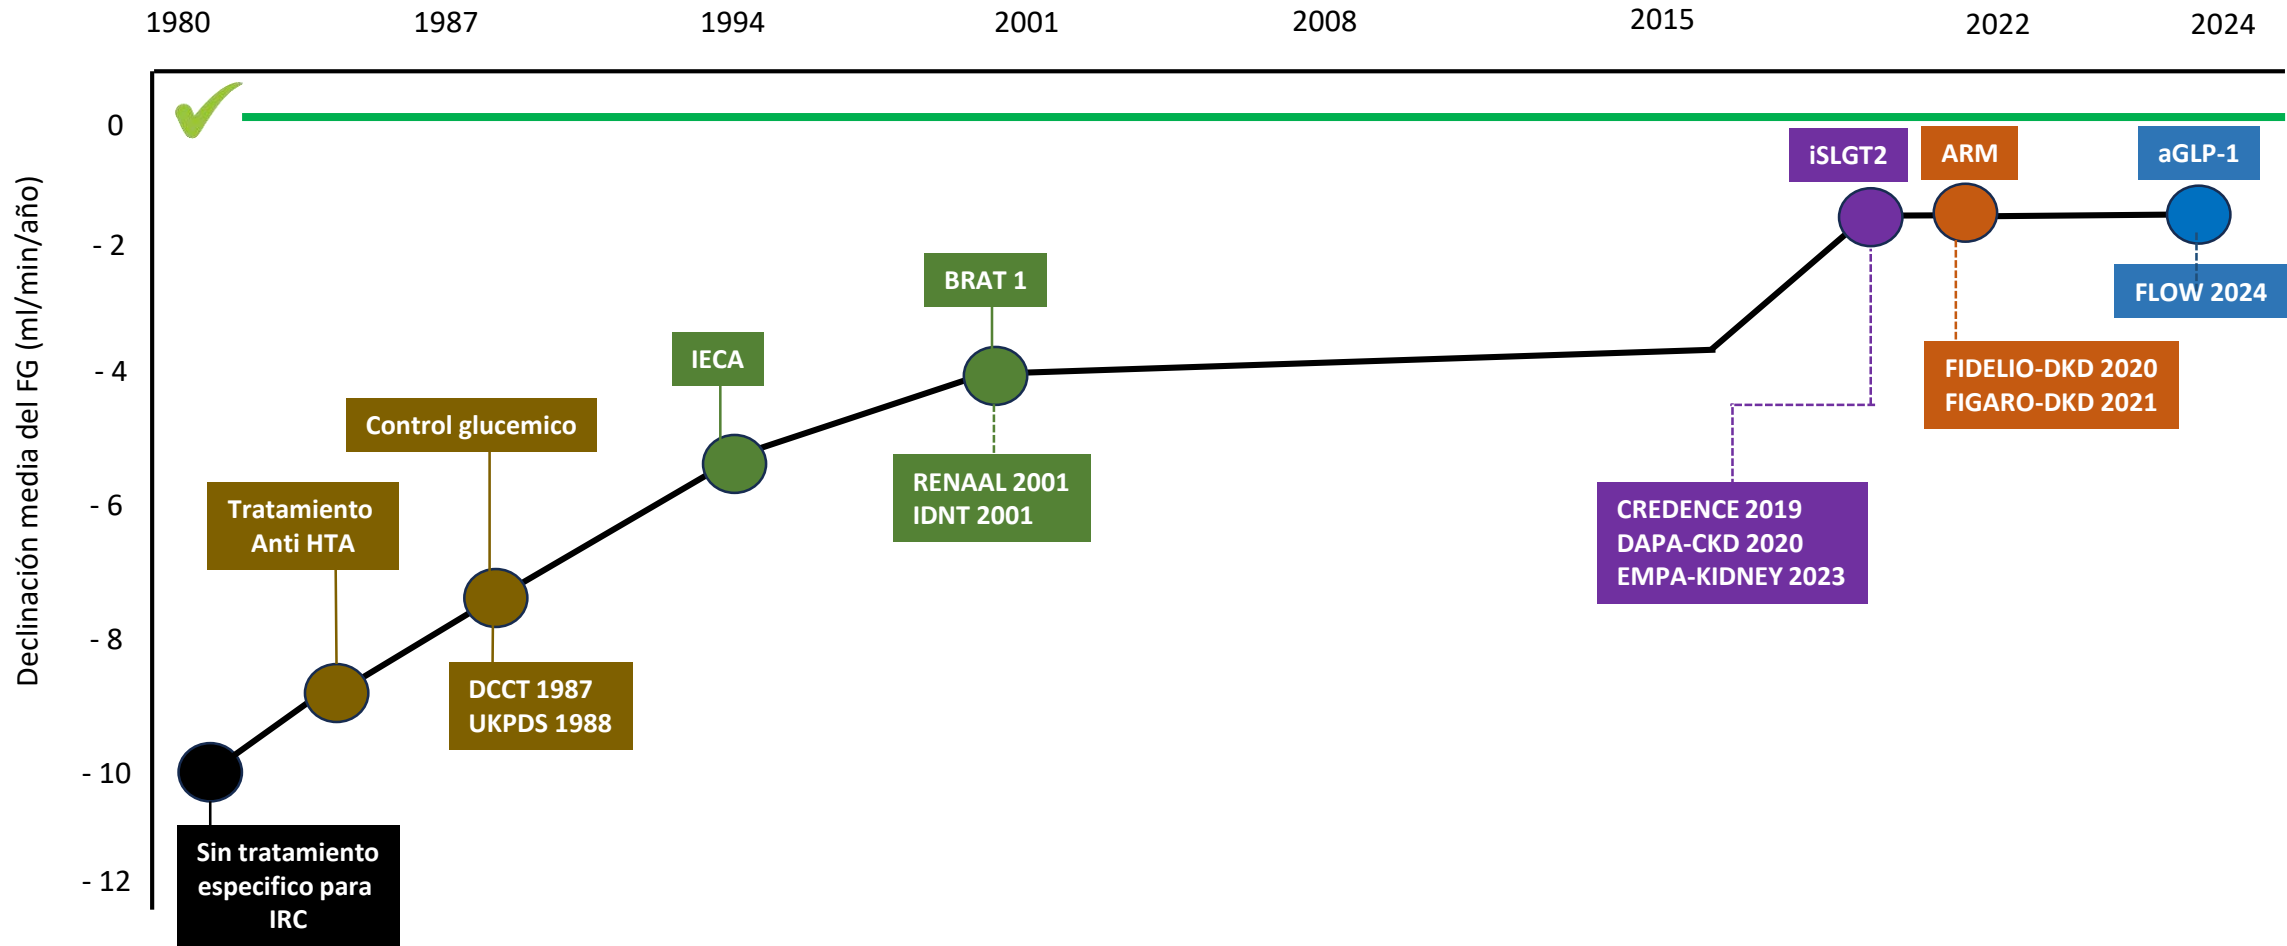 1980
1987
1994
2001
2008
2015
2022
2024
Declinación media del FG (ml/min/año)
0
- 2
- 4
- 6
- 8
- 10
- 12
Sin tratamiento
especifico para
IRC
Tratamiento
Anti HTA
Control glucemico
DCCT 1987
UKPDS 1988
IECA
BRAT 1
RENAAL 2001
IDNT 2001
iSLGT2
CREDENCE 2019
DAPA-CKD 2020
EMPA-KIDNEY 2023
ARM
FIDELIO-DKD 2020
FIGARO-DKD 2021
aGLP-1
FLOW 2024